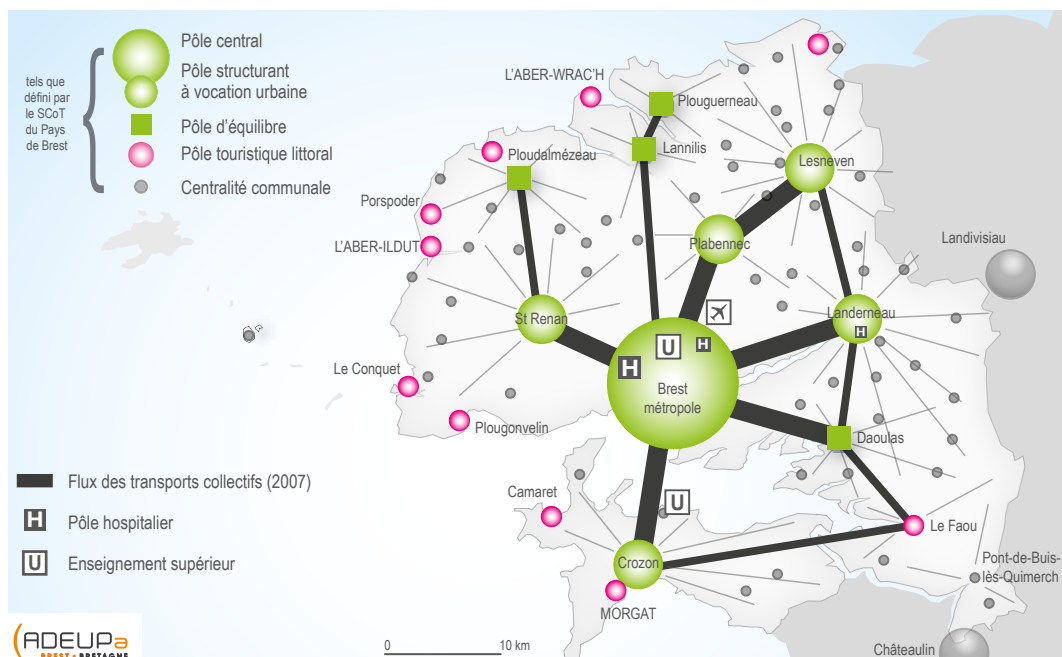 tels que
défini par
le SCoT
du Pays
de Brest
Pôle central
Pôle structurant
à vocation urbaine
Pôle d'équilibre
Pôle touristique littoral
Centralité communale
L'ABER-WRAC'H
Plouguerneau
Lannilis
Ploudalmézeau
Lesneven
Porspoder
L'ABER-ILDUT
Plabennec
Landivisiau
St Renan
Landerneau
H
U
H
H
Brest
métropole
Le Conquet
Plougonvelin
Daoulas
Flux des transports collectifs (2007)
H
Pôle hospitalier
U
Enseignement supérieur
Camaret
U
Le Faou
Crozon
Pont-de-Buis-
lès-Quimerch
MORGAT
Châteaulin
0
10 km
ADEUPa
BREST • BRETAGNE